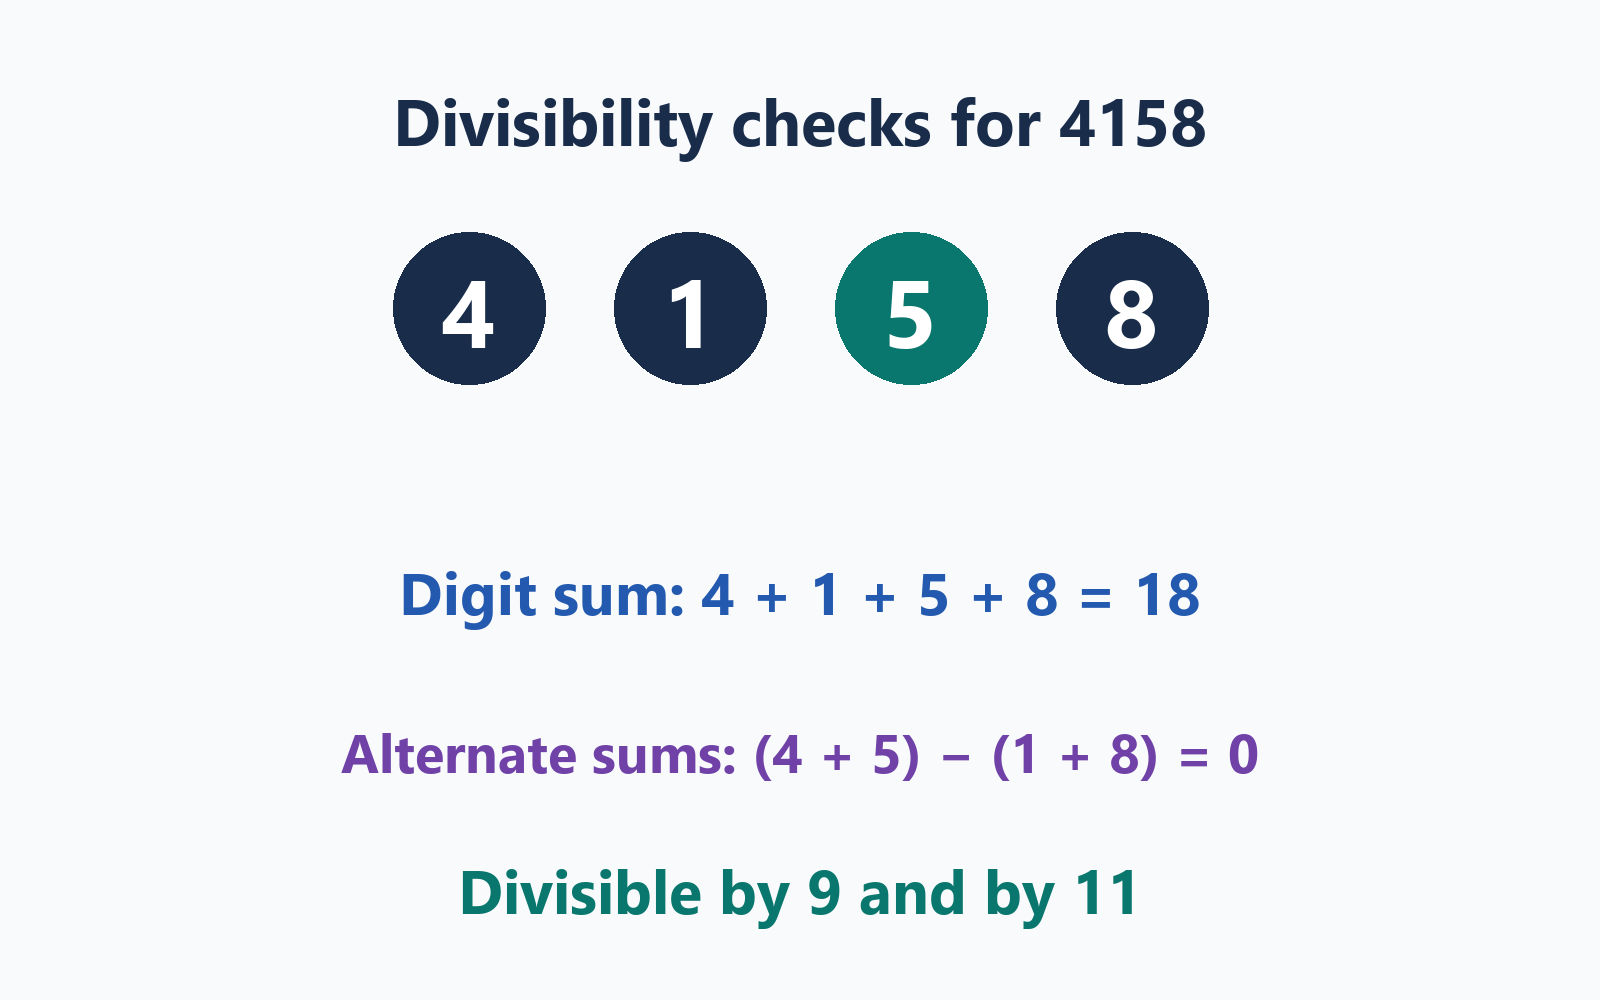 Divisibility checks for 4158
4 1 5 8
Digit sum: 4 + 1 + 5 + 8 = 18
Alternate sums: (4 + 5) − (1 + 8) = 0
Divisible by 9 and by 11